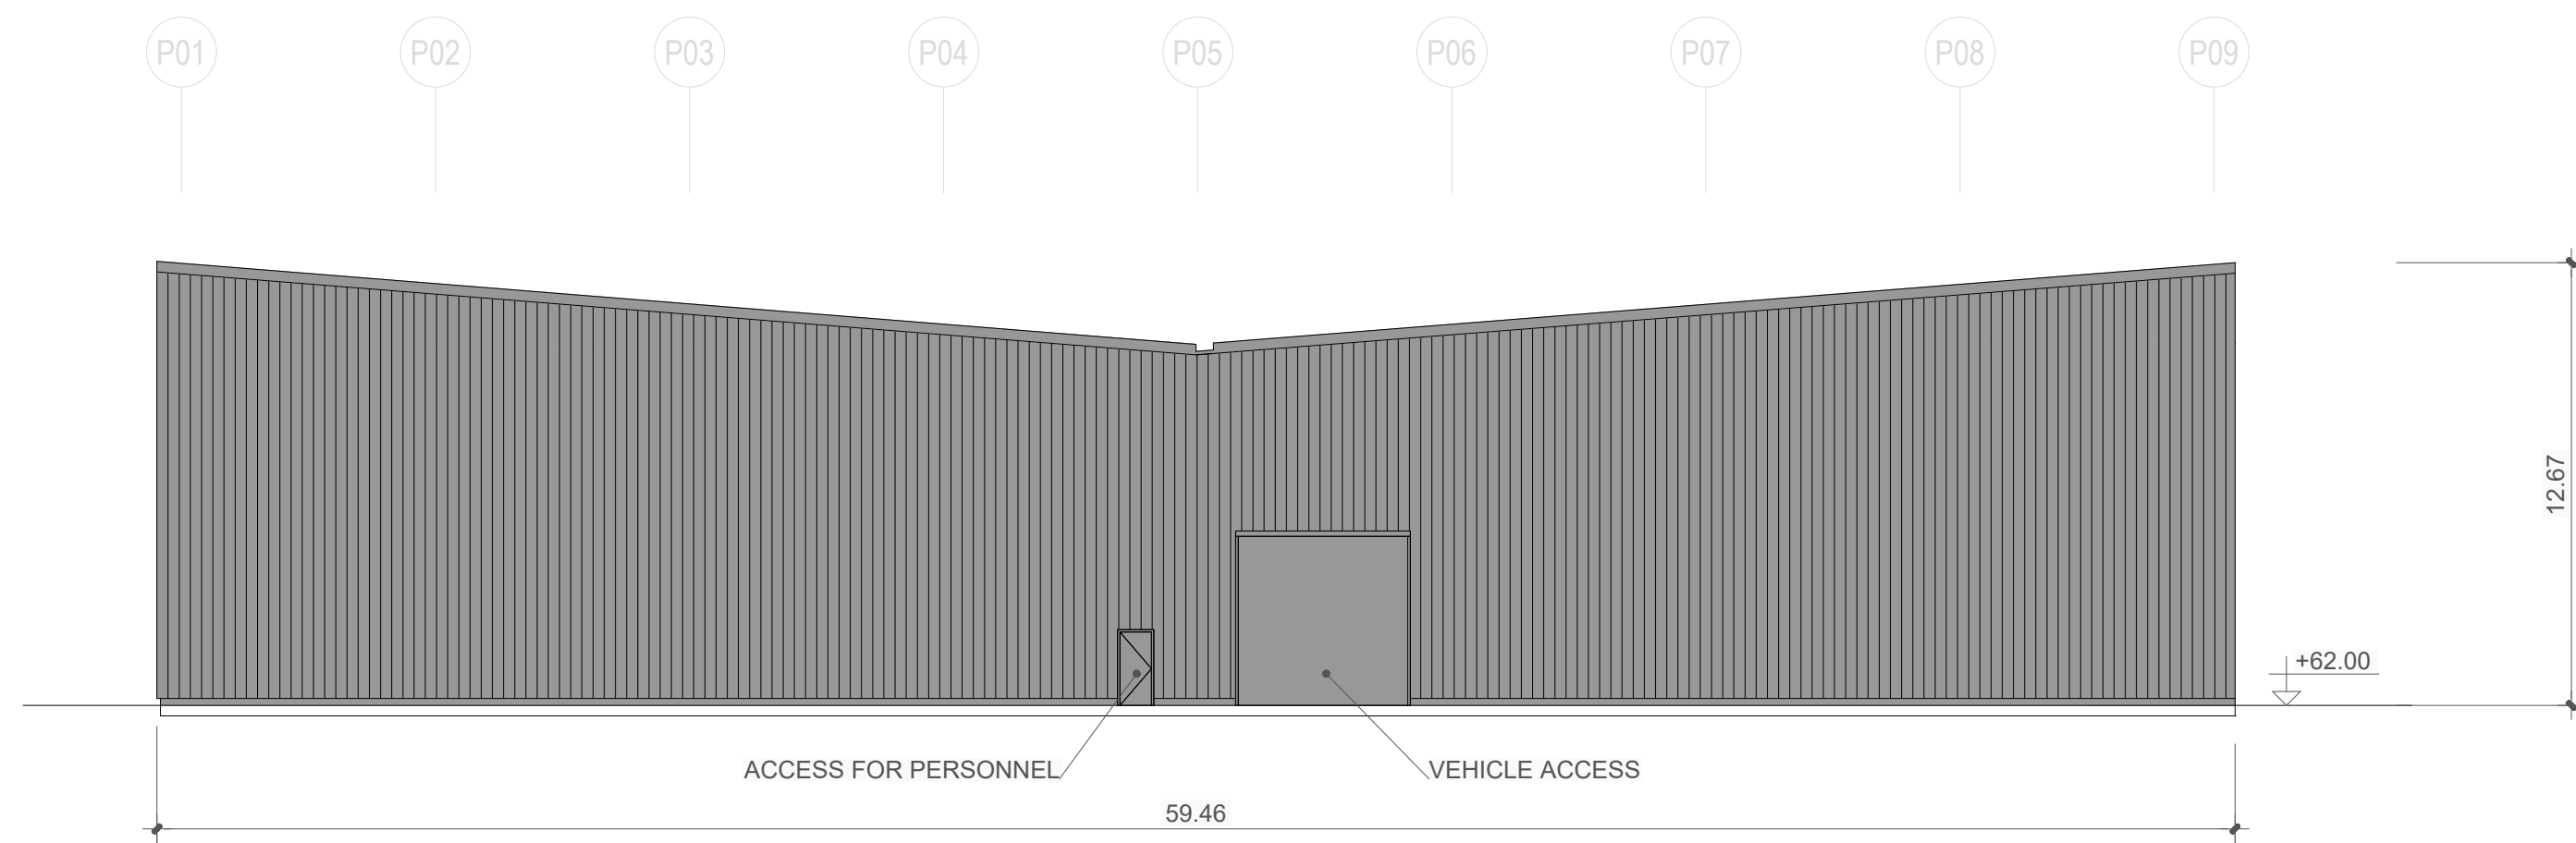 P01 P02 P03 P04 P05 P06 P07 P08 P09
12.67
+62.00
ACCESS FOR PERSONNEL
VEHICLE ACCESS
59.46